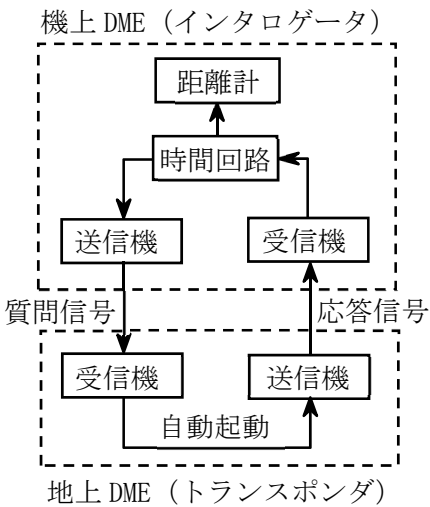 機上 DME (インタロゲータ)
距離計
時間回路
送信機 受信機
質問信号 応答信号
受信機 送信機
自動起動
地上 DME (トランスポンダ)